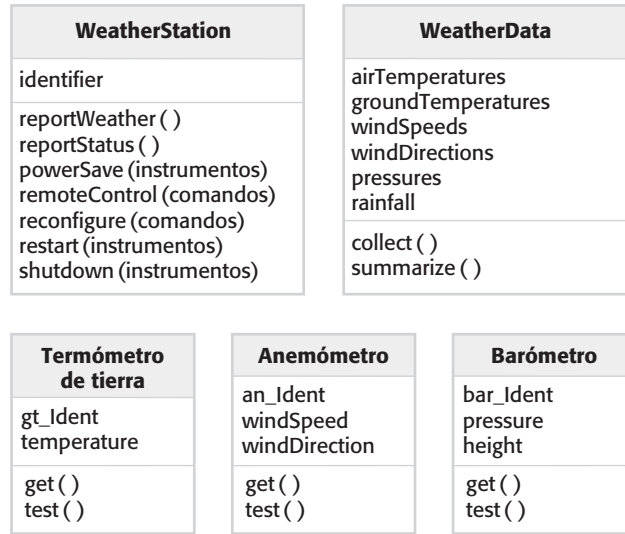 WeatherStation
identifier
reportWeather ( )
reportStatus ( )
powerSave (instrumentos)
remoteControl (comandos)
reconfigure (comandos)
restart (instrumentos)
shutdown (instrumentos)
WeatherData
airTemperatures
groundTemperatures
windSpeeds
windDirections
pressures
rainfall
collect ( )
summarize ( )
Termómetro
de tierra
gt_Ident
temperature
get ( )
test ( )
Anemómetro
an_Ident
windSpeed
windDirection
get ( )
test ( )
Barómetro
bar_Ident
pressure
height
get ( )
test ( )